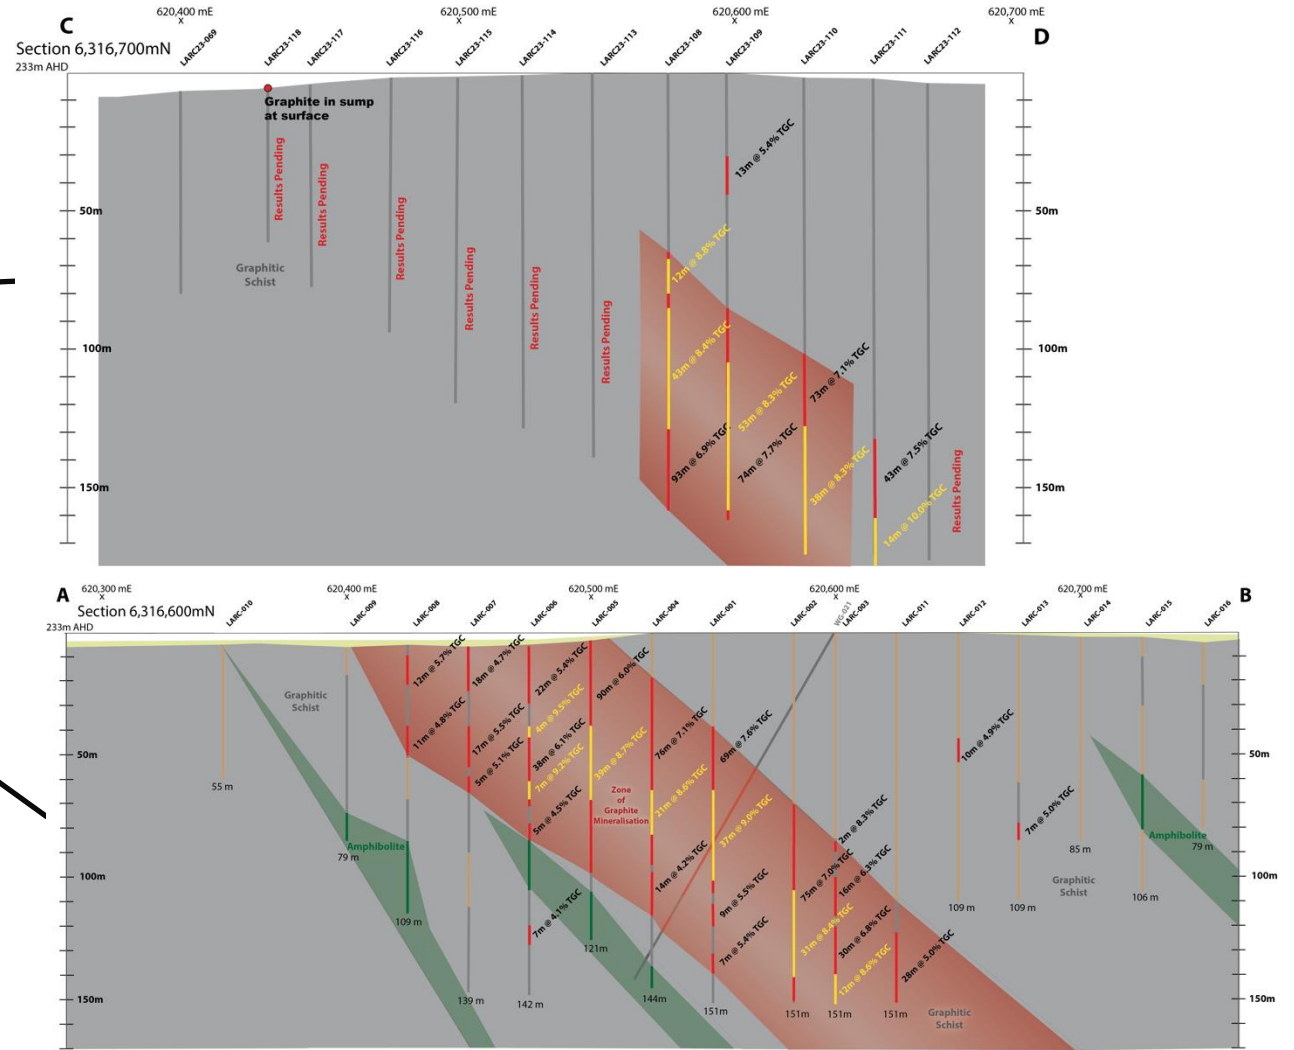 620,400 mE
620,500 mE
620,600 mE
620,700 mE
x
x
x
x
C
D
Section 6,316,700mN
233m AHD
LARC23-069
LARC23-118
LARC23-117
LARC23-116
LARC23-115
LARC23-114
LARC23-113
LARC23-108
LARC23-109
LARC23-110
LARC23-111
LARC23-112
Graphite in sump
at surface
Results Pending
Results Pending
Results Pending
Results Pending
Results Pending
Results Pending
Results Pending
Graphitic
Schist
13m @ 5.4% TGC
12m @ 8.8% TGC
43m @ 8.4% TGC
93m @ 6.9% TGC
53m @ 8.3% TGC
74m @ 7.7% TGC
73m @ 7.1% TGC
38m @ 8.3% TGC
43m @ 7.5% TGC
14m @ 10.0% TGC
50m
100m
150m
50m
100m
150m
620,300 mE
620,400 mE
620,500 mE
620,600 mE
620,700 mE
x
x
x
x
x
A
B
Section 6,316,600mN
233m AHD
LARC-010
LARC-009
LARC-008
LARC-007
LARC-006
LARC-005
LARC-004
LARC-001
LARC-002
WG-021
LARC-003
LARC-011
LARC-012
LARC-013
LARC-014
LARC-015
LARC-016
12m @ 5.7% TGC
11m @ 4.8% TGC
18m @ 4.7% TGC
17m @ 5.5% TGC
5m @ 5.1% TGC
22m @ 5.4% TGC
4m @ 9.5% TGC
38m @ 6.1% TGC
7m @ 9.2% TGC
5m @ 4.5% TGC
7m @ 4.1% TGC
90m @ 6.0% TGC
39m @ 8.7% TGC
76m @ 7.1% TGC
21m @ 8.6% TGC
14m @ 4.2% TGC
69m @ 7.6% TGC
37m @ 9.0% TGC
9m @ 5.5% TGC
7m @ 5.4% TGC
75m @ 7.0% TGC
31m @ 8.4% TGC
2m @ 8.3% TGC
16m @ 6.3% TGC
30m @ 6.8% TGC
12m @ 8.6% TGC
28m @ 5.0% TGC
10m @ 4.9% TGC
7m @ 5.0% TGC
Graphitic
Schist
Zone
of
Graphite
Mineralisation
Amphibolite
Amphibolite
Graphitic
Schist
Graphitic
Schist
55 m
79 m
109 m
139 m
142 m
121m
144m
151m
151m
151m
151m
109 m
109 m
85 m
106 m
79 m
50m
100m
150m
50m
100m
150m